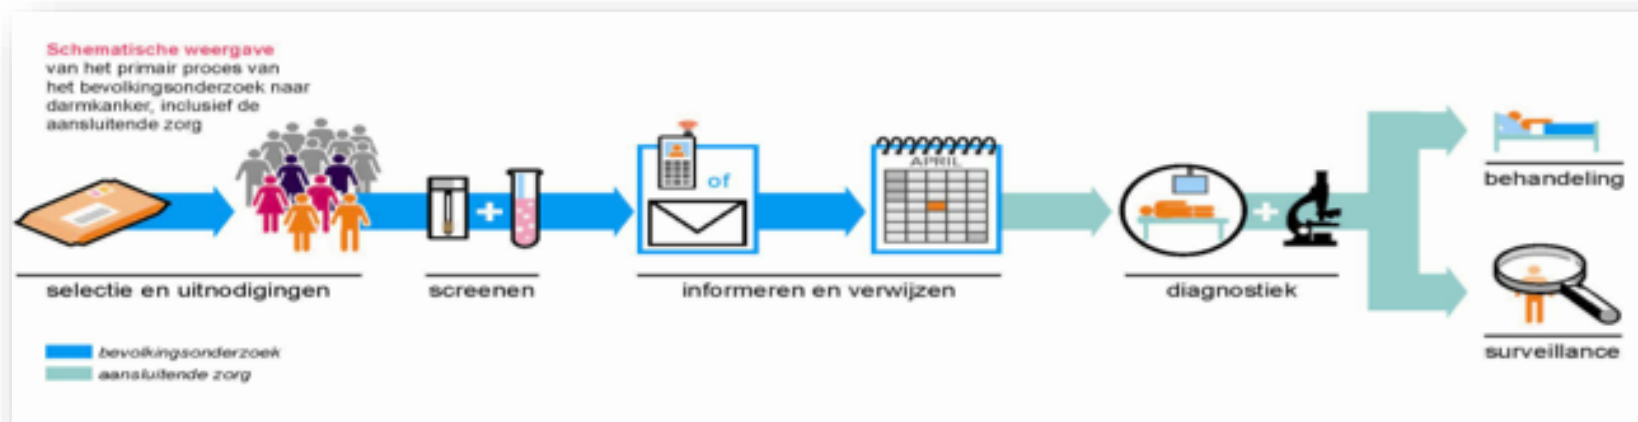 Schematische weergave
van het primair proces van
het bevolkingsonderzoek naar
darmkanker, inclusief de
aansluitende zorg
of
APRIL
selectie en uitnodigingen
screenen
informeren en verwijzen
diagnostiek
behandeling
surveillance
bevolkingsonderzoek
aansluitende zorg